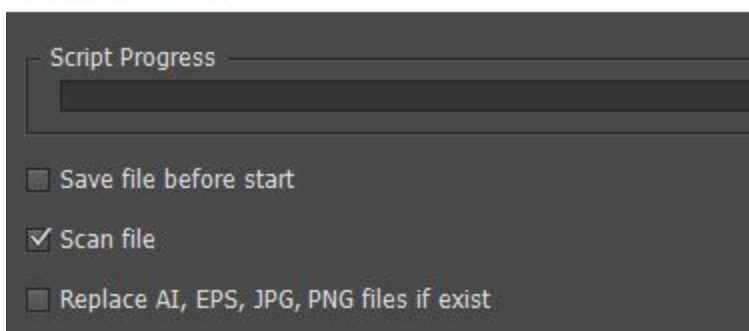 Script Progress
Save file before start
Scan file
Replace AI, EPS, JPG, PNG files if exist